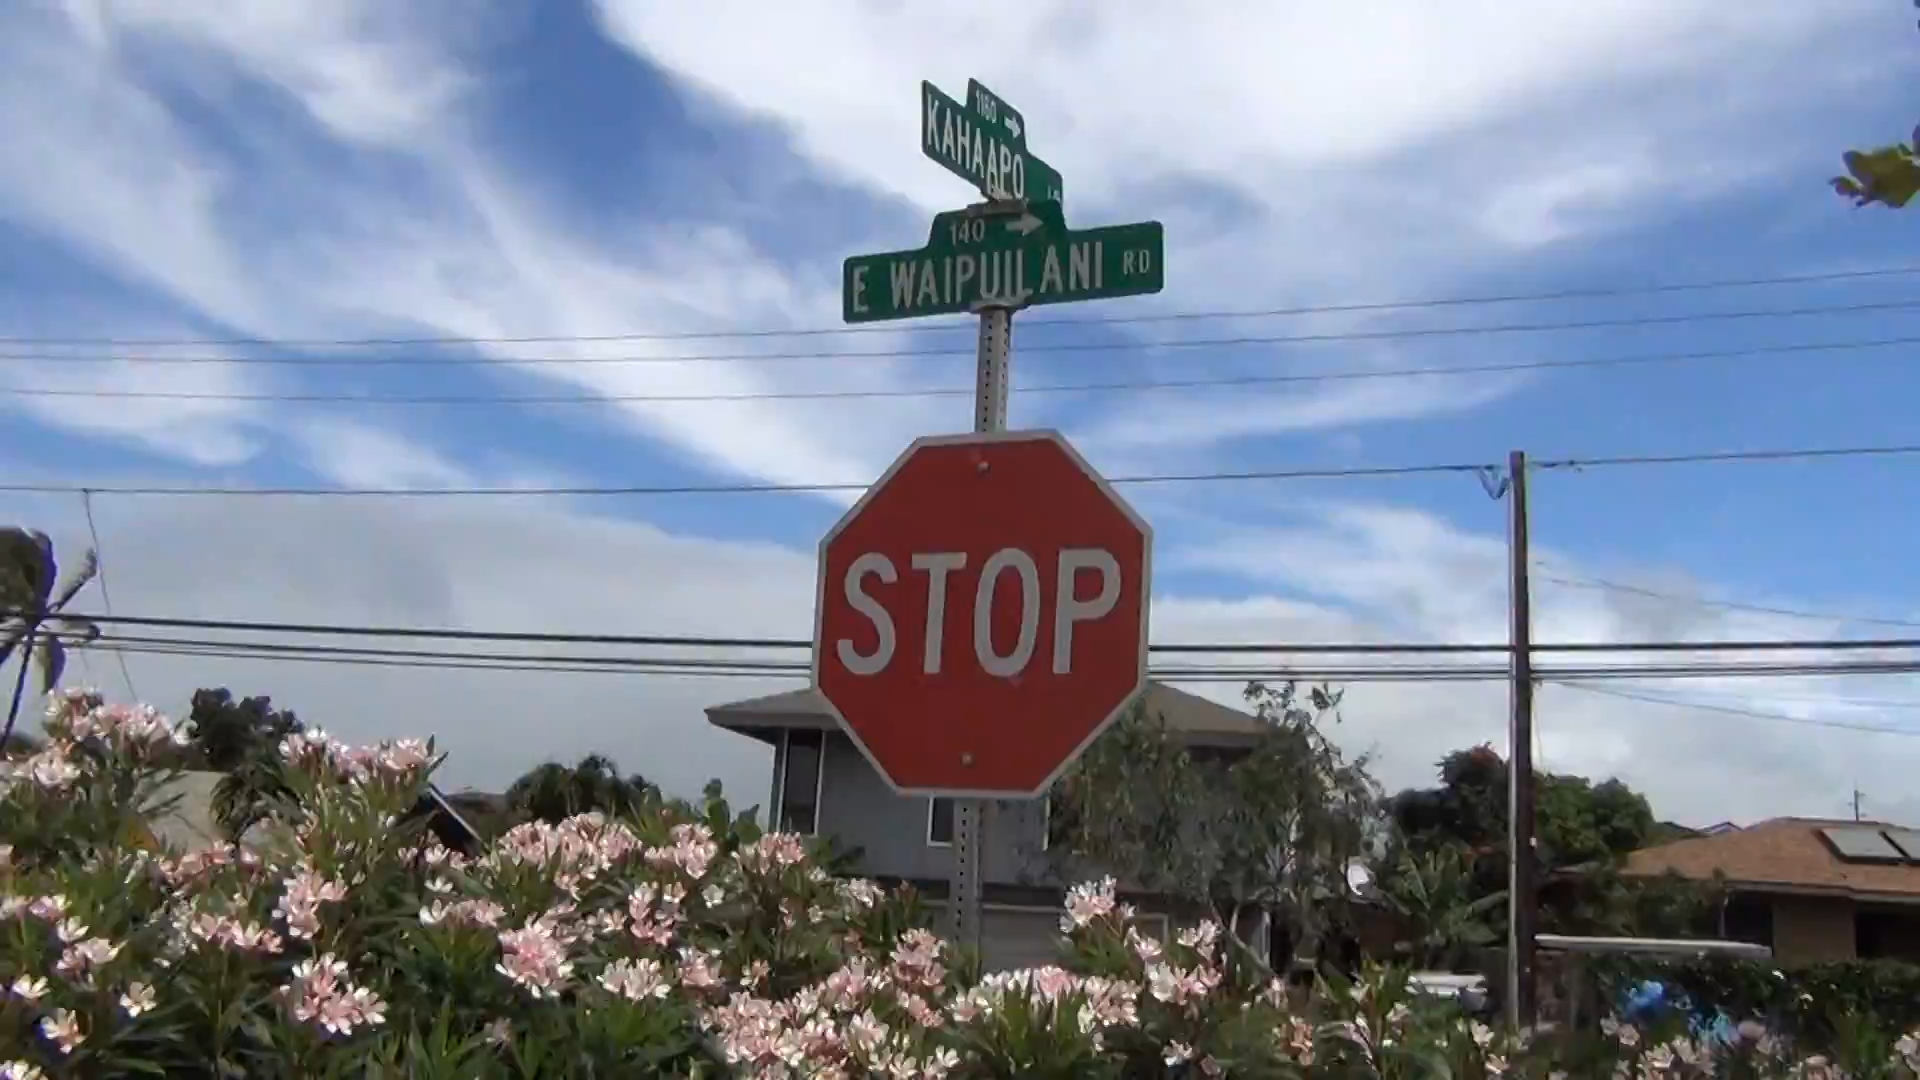 1160 →
KAHAAPO
140 →
E WAIPUILANI RD
STOP